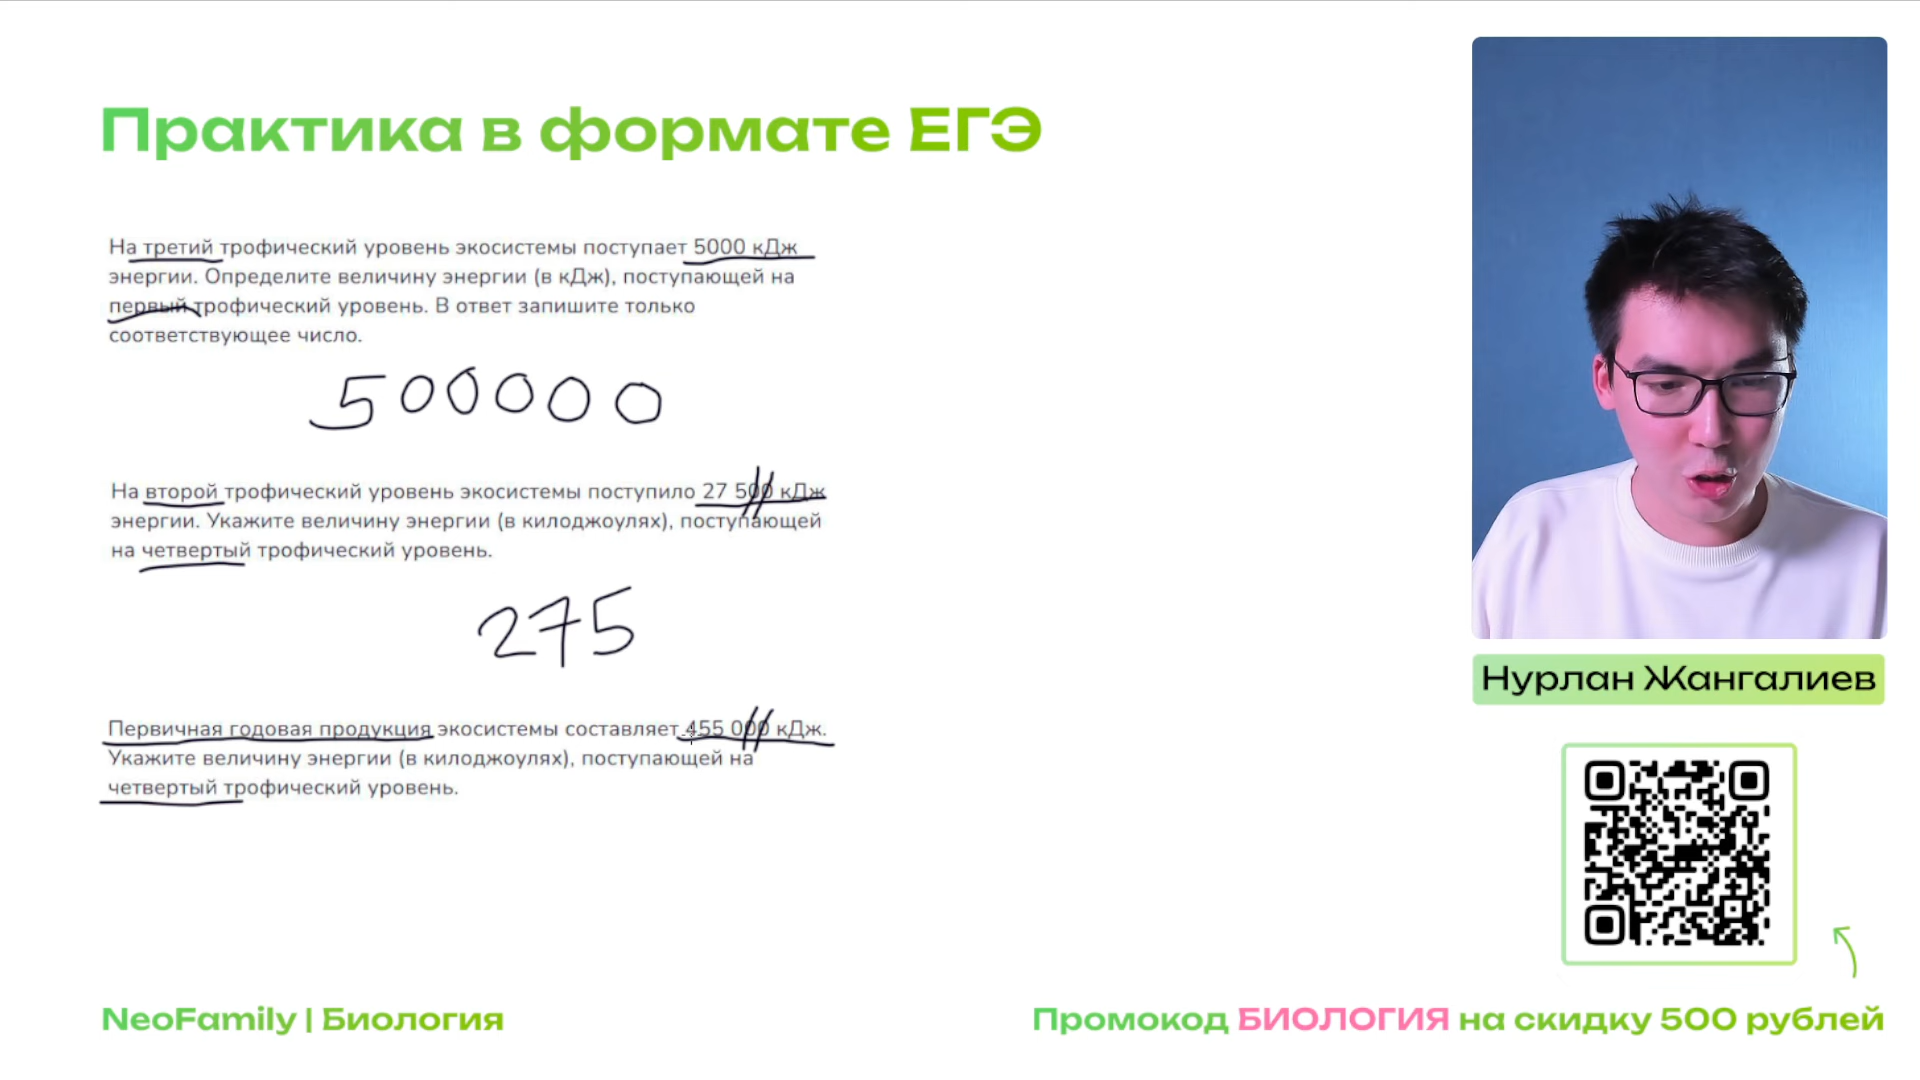 Практика в формате ЕГЭ
На третий трофический уровень экосистемы поступает 5000 кДж
энергии. Определите величину энергии (в кДж), поступающей на
первый трофический уровень. В ответ запишите только
соответствующее число.
500000
На второй трофический уровень экосистемы поступило 27 500 кДж
энергии. Укажите величину энергии (в килоджоулях), поступающей
на четвертый трофический уровень.
275
Первичная годовая продукция экосистемы составляет 455 000 кДж.
Укажите величину энергии (в килоджоулях), поступающей на
четвертый трофический уровень.
Нурлан Жангалиев
NeoFamily | Биология
Промокод БИОЛОГИЯ на скидку 500 рублей